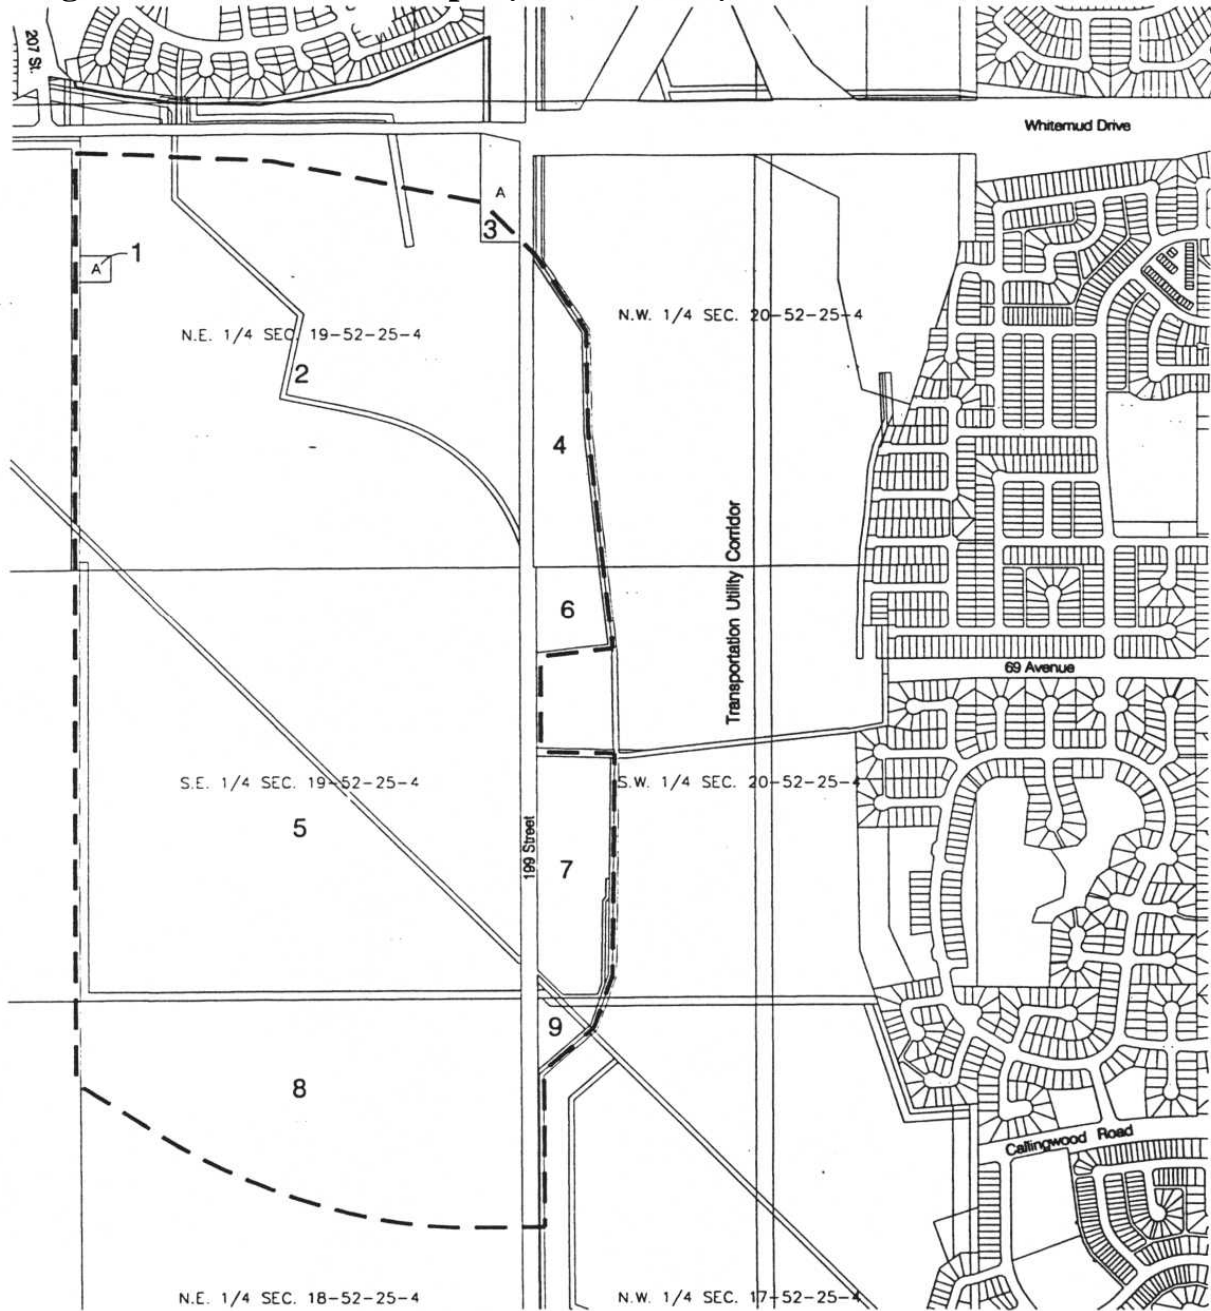 207 St.
Whitemud Drive
A
3
1
A
N.W. 1/4 SEC. 20-52-25-4
N.E. 1/4 SEC. 19-52-25-4
2
4
Transportation Utility Corridor
6
69 Avenue
S.E. 1/4 SEC. 19-52-25-4
S.W. 1/4 SEC. 20-52-25-4
5
199 Street
7
9
8
Callingwood Road
N.E. 1/4 SEC. 18-52-25-4
N.W. 1/4 SEC. 17-52-25-4